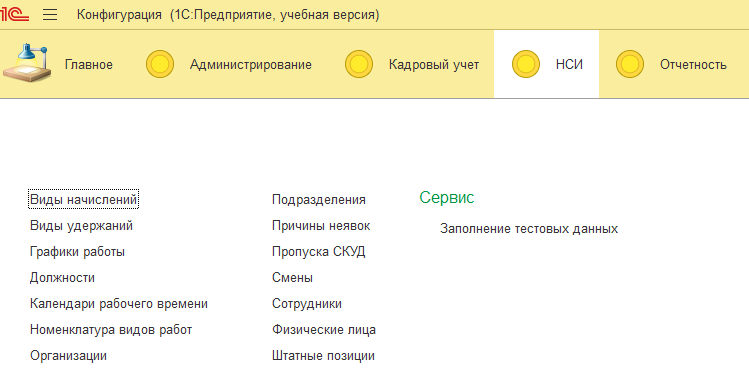 1С Конфигурация (1С:Предприятие, учебная версия)
Главное Администрирование Кадровый учет НСИ Отчетность
Виды начислений Подразделения Сервис
Виды удержаний Причины неявок Заполнение тестовых данных
Графики работы Пропуска СКУД
Должности Смены
Календари рабочего времени Сотрудники
Номенклатура видов работ Физические лица
Организации Штатные позиции